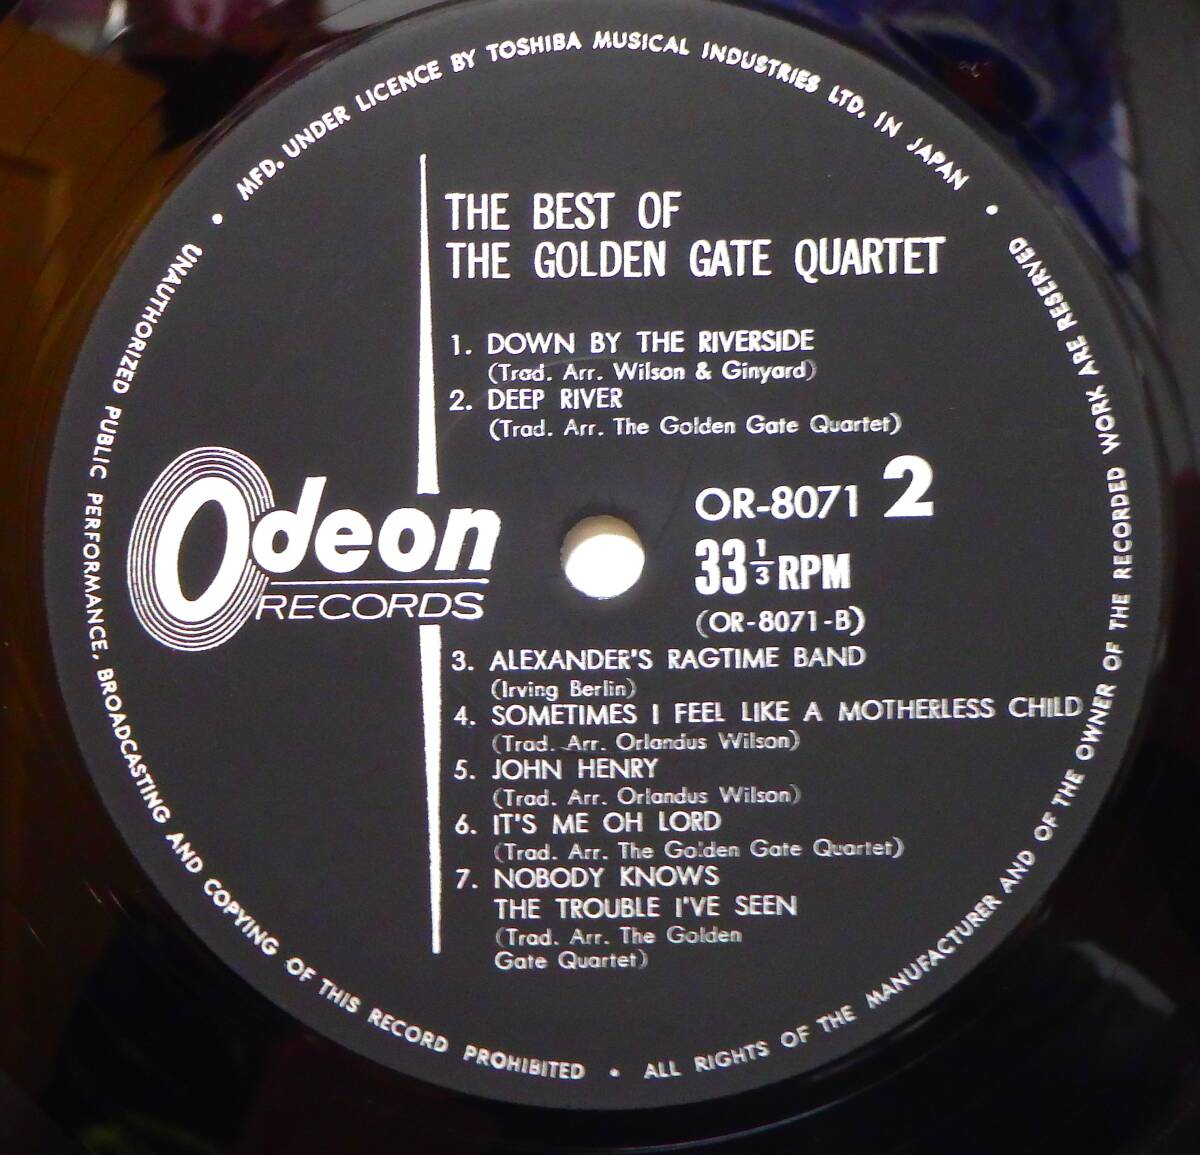 MFD. UNDER LICENCE BY TOSHIBA MUSICAL INDUSTRIES LTD. IN JAPAN •
THE BEST OF
THE GOLDEN GATE QUARTET
1. DOWN BY THE RIVERSIDE
(Trad. Arr. Wilson & Ginyard)
2. DEEP RIVER
(Trad. Arr. The Golden Gate Quartet)
OR-8071 2
33 1/3 RPM
(OR-8071-B)
Odeon
RECORDS
3. ALEXANDER'S RAGTIME BAND
(Irving Berlin)
4. SOMETIMES I FEEL LIKE A MOTHERLESS CHILD
(Trad. Arr. Orlandus Wilson)
5. JOHN HENRY
(Trad. Arr. Orlandus Wilson)
6. IT'S ME OH LORD
(Trad. Arr. The Golden Gate Quartet)
7. NOBODY KNOWS
THE TROUBLE I'VE SEEN
(Trad. Arr. The Golden
Gate Quartet)
ALL RIGHTS OF THE MANUFACTURER AND OF THE OWNER OF THE RECORDED WORK ARE RESERVED •
UNAUTHORIZED PUBLIC PERFORMANCE, BROADCASTING AND COPYING OF THIS RECORD PROHIBITED •